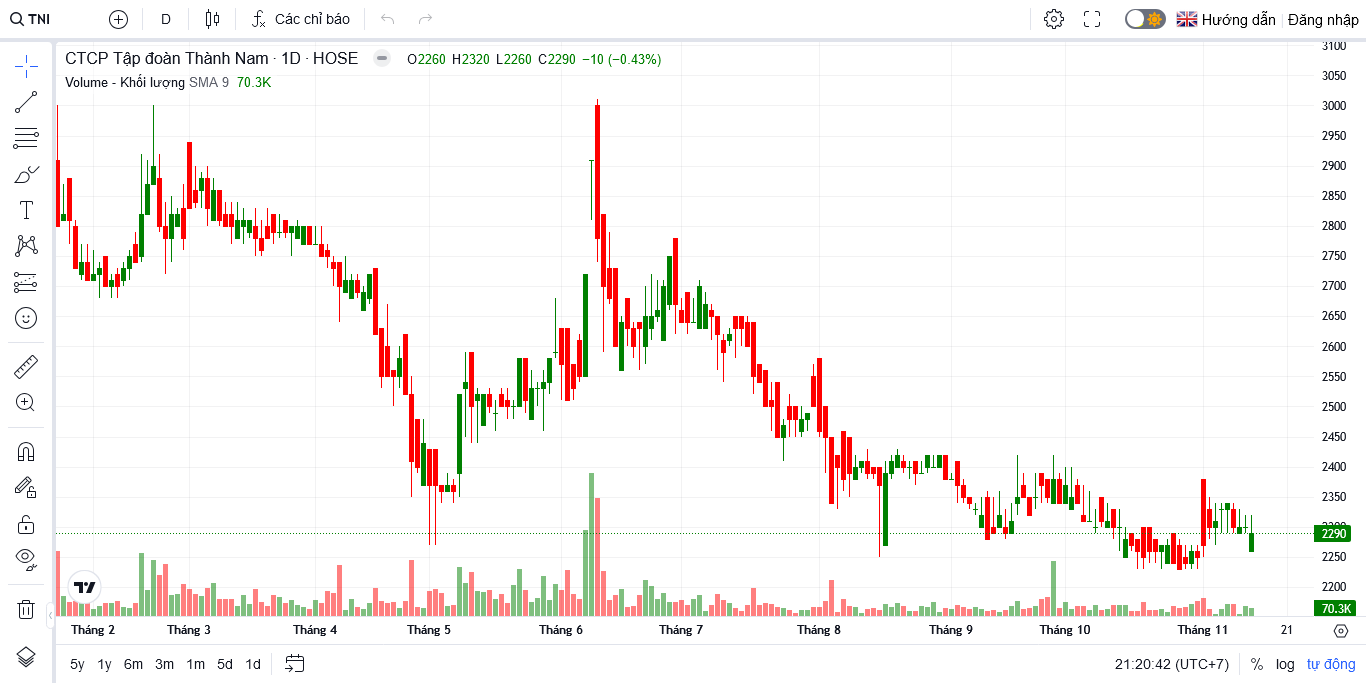 TNI
D
Các chỉ báo
Hướng dẫn
Đăng nhập
CTCP Tập đoàn Thành Nam · 1D · HOSE
O2260 H2320 L2260 C2290 −10 (−0.43%)
Volume - Khối lượng SMA 9 70.3K
3100
3050
3000
2950
2900
2850
2800
2750
2700
2650
2600
2550
2500
2450
2400
2350
2300
2290
2250
2200
70.3K
Tháng 2 Tháng 3 Tháng 4 Tháng 5 Tháng 6 Tháng 7 Tháng 8 Tháng 9 Tháng 10 Tháng 11 21
5y 1y 6m 3m 1m 5d 1d
21:20:42 (UTC+7) % log tự động